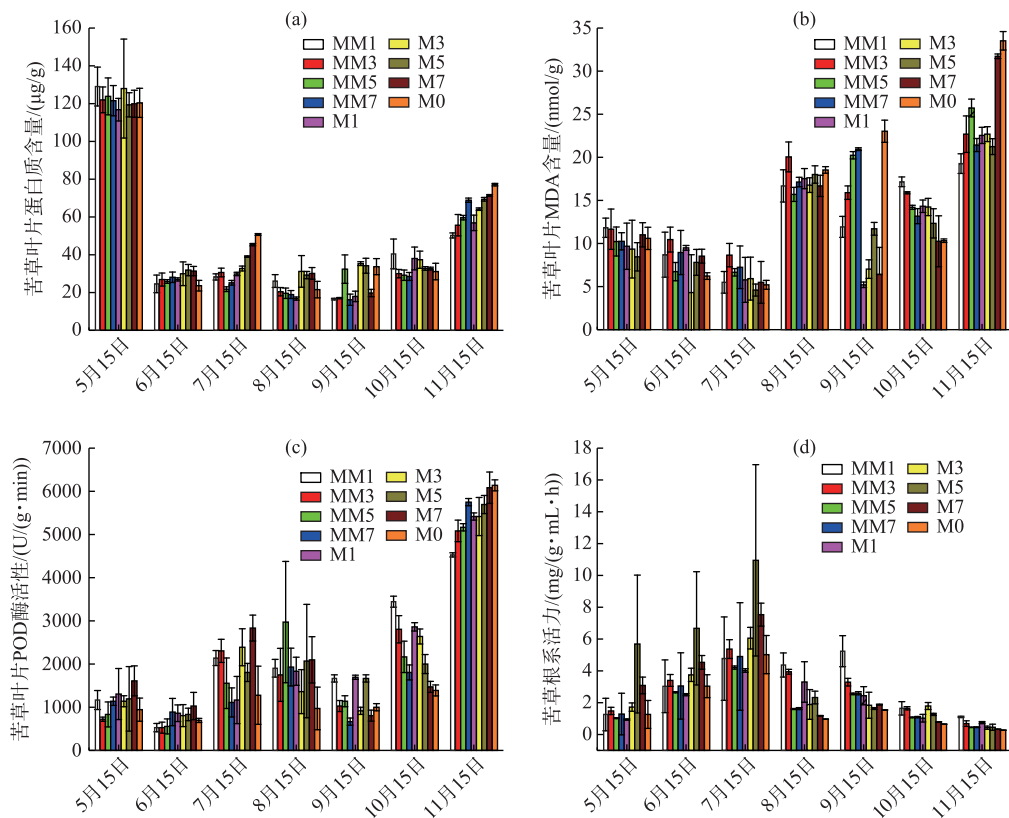 (a)
苦草叶片蛋白质含量/(μg/g)
160
140
120
100
80
60
40
20
0
MM1
MM3
MM5
MM7
M1
M3
M5
M7
M0
5月15日
6月15日
7月15日
8月15日
9月15日
10月15日
11月15日
(b)
苦草叶片MDA含量/(nmol/g)
35
30
25
20
15
10
5
0
MM1
MM3
MM5
MM7
M1
M3
M5
M7
M0
5月15日
6月15日
7月15日
8月15日
9月15日
10月15日
11月15日
(c)
苦草叶片POD酶活性/(U/(g·min))
7000
6000
5000
4000
3000
2000
1000
0
MM1
MM3
MM5
MM7
M1
M3
M5
M7
M0
5月15日
6月15日
7月15日
8月15日
9月15日
10月15日
11月15日
(d)
苦草根系活力/(mg/(g·mL·h))
18
16
14
12
10
8
6
4
2
0
MM1
MM3
MM5
MM7
M1
M3
M5
M7
M0
5月15日
6月15日
7月15日
8月15日
9月15日
10月15日
11月15日